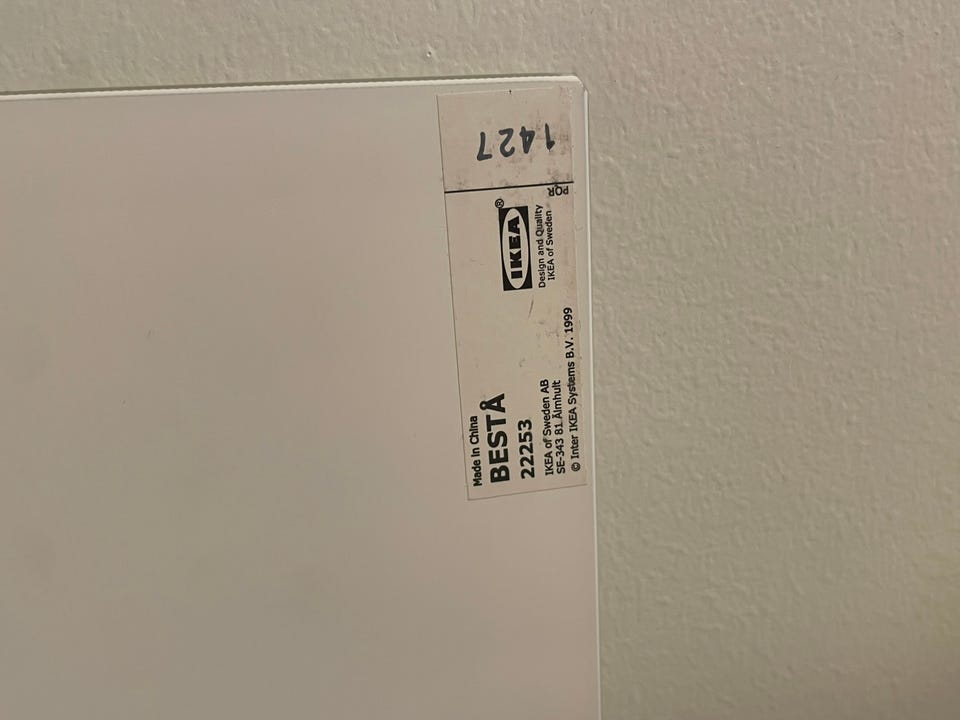 1427
POR
IKEA®
Design and Quality
IKEA of Sweden
Made in China
BESTÅ
22253
IKEA of Sweden AB
SE-343 81 Älmhult
© Inter IKEA Systems B.V. 1999